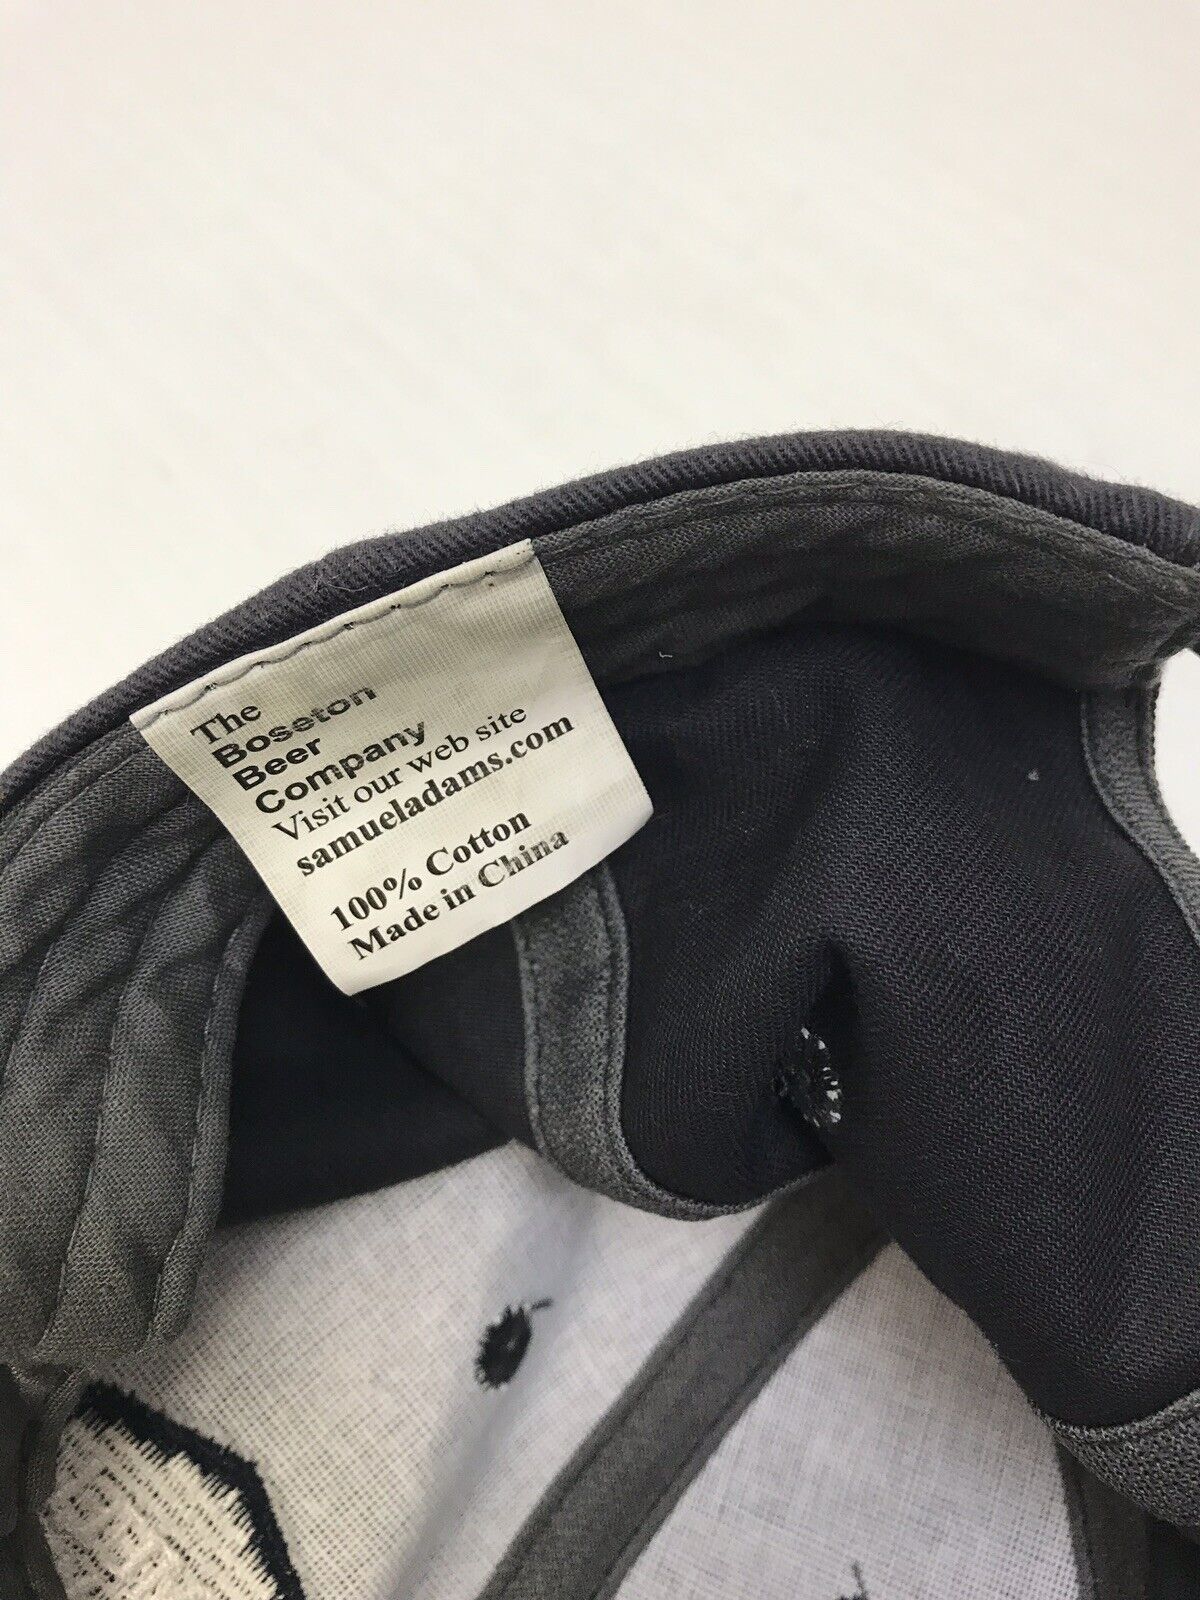 The
Boseton
Beer
Company
Visit our web site
samueladams.com
100% Cotton
Made in China